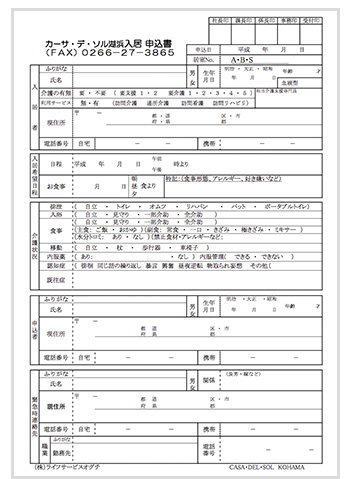 社長印 課長印 係長印 事務印 受付印
カーサ・デ・ソル湖浜入居 申込書
(FAX) 0266-27-3865
申込日 平成 年 月 日
居室No. A・B・S
入居者
ふりがな
氏名
男 女
生年月日
明治・大正・昭和
年 月 日
年齢 才
血液型
介護の有無 要・不要 (要支援 1・2 要介護 1・2・3・4・5)
利用サービス 無・有 (訪問介護 通所介護 訪問看護 訪問リハビリ)
現住所
〒 －
都・道 府・県
区・市 郡
電話番号 自宅 － － 携帯 － －
入居希望日程
日程 平成 年 月 日 午前 午後 時より
お食事 月 日 朝 昼 夕 食より
特記:(食事形態、アレルギー、好き嫌いなど)
介護状況
排泄 ( 自立 ・ トイレ ・ オムツ ・ リハパン ・ パット ・ ポータブルトイレ)
入浴 ( 自立 ・ 見守り ・ 一部介助 ・ 全介助 )
食事 ( 自立 ・ 見守り ・ 一部介助 ・ 全介助 )
(主食: ご飯 ・ おかゆ )(副食: 常食 ・ 一口 ・ きざみ ・ 極きざみ ・ ミキサー )
(水分トロミ: あり ・ なし )(禁止食材・アレルギーなど:
移動 ( 自立 ・ 杖 ・ 歩行器 ・ 車椅子 )
内服薬 ( あり: ・ なし ) 内服管理( できる ・ できない )
認知症 ( 徘徊 同じ話の繰り返し 暴言 興奮 昼夜逆転 物取られ妄想 その他(
既往症
申込者
ふりがな
男 女
生年月日
明治・大正・昭和
年 月 日
年齢 才
現住所
〒 －
都 道 府 県
区・市 郡
電話番号 自宅 － － 携帯 － －
緊急時連絡先
ふりがな
氏名
男 女
関係
(長男・嫁など)
現住所
〒 －
都 道 府 県
区・市 郡
電話番号 自宅 － － 携帯 － －
職業
ふりがな
勤務先
電話番号 － －
(株)ライフサービスオグチ
CASA・DEL・SOL KOHAMA